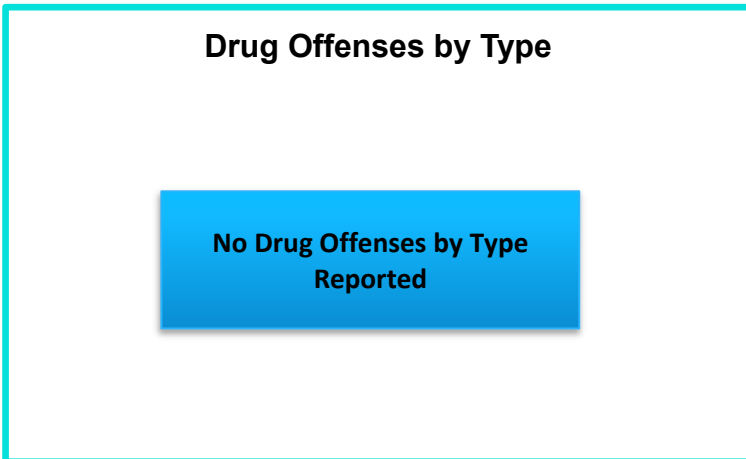 Drug Offenses by Type
No Drug Offenses by Type
Reported